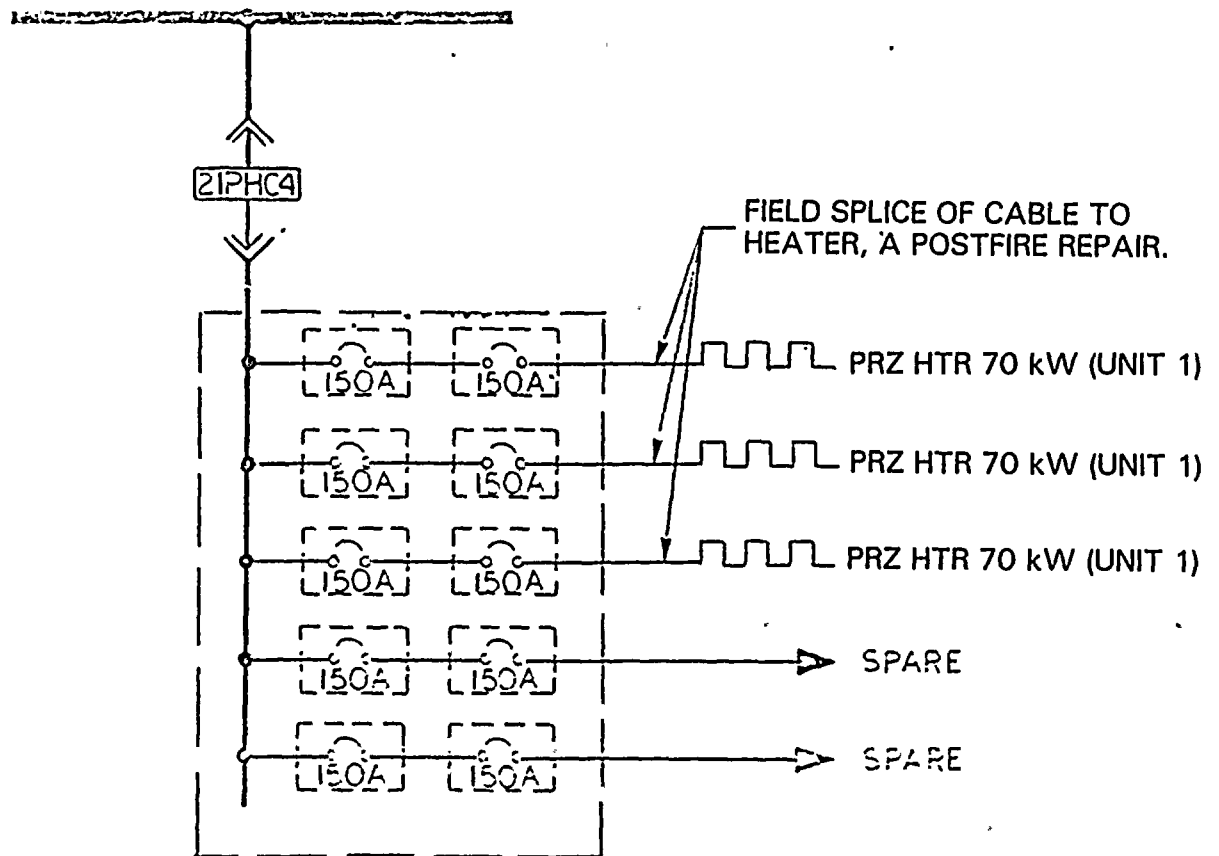 21PHC4
FIELD SPLICE OF CABLE TO
HEATER, A POSTFIRE REPAIR.
150A 150A PRZ HTR 70 kW (UNIT 1)
150A 150A PRZ HTR 70 kW (UNIT 1)
150A 150A PRZ HTR 70 kW (UNIT 1)
150A 150A SPARE
150A 150A SPARE